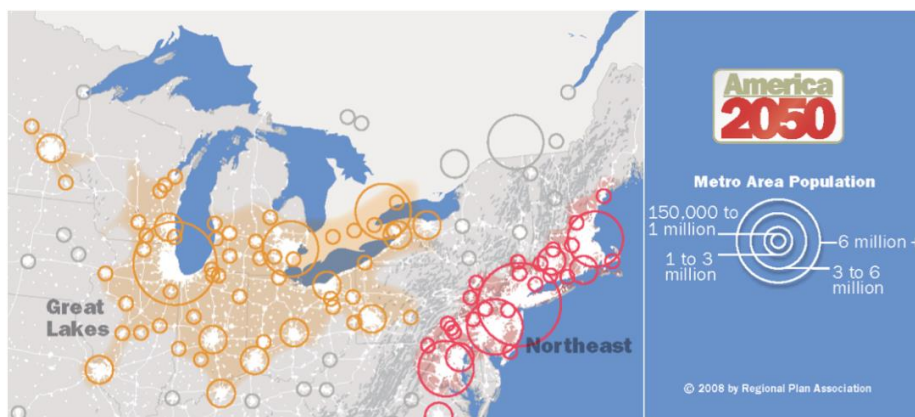 Great
Lakes
Northeast
America
2050
Metro Area Population
150,000 to
1 million
1 to 3
million
6 million
3 to 6
million
© 2008 by Regional Plan Association